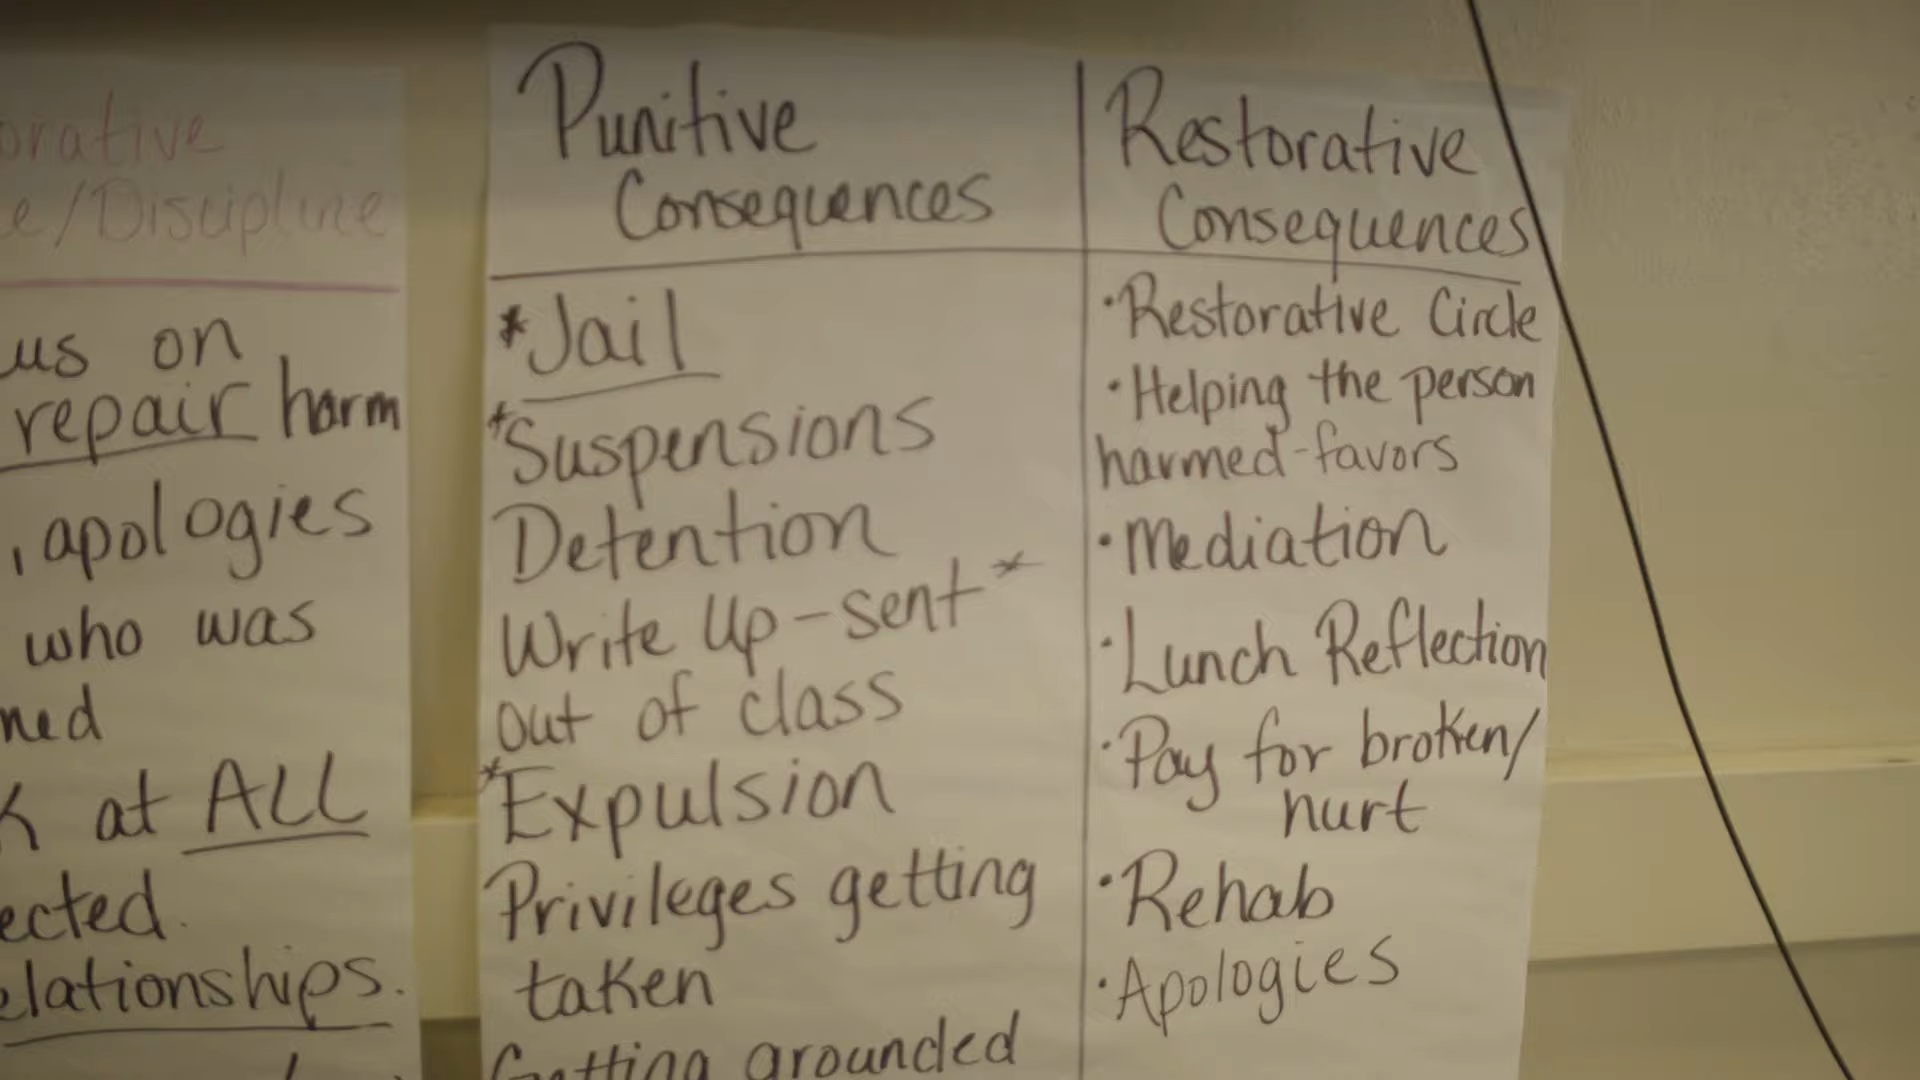 orative
e/Discipline
us on
repair harm
, apologies
who was
ned
K at ALL
ected.
elationships.
Punitive
Consequences
*Jail
*Suspensions
Detention
Write Up-sent*
out of class
*Expulsion
Privileges getting
taken
Getting grounded
Restorative
Consequences
·Restorative Circle
·Helping the person
harmed-favors
·Mediation
·Lunch Reflection
·Pay for broken/
hurt
·Rehab
·Apologies